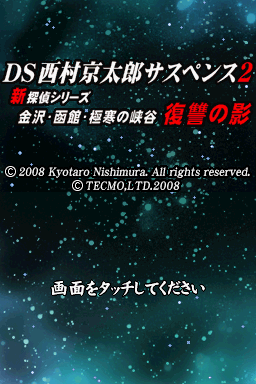 DS西村京太郎サスペンス2
新探偵シリーズ
金沢・函館・極寒の峡谷 復讐の影
© 2008 Kyotaro Nishimura. All rights reserved.
© TECMO,LTD.2008
画面をタッチしてください